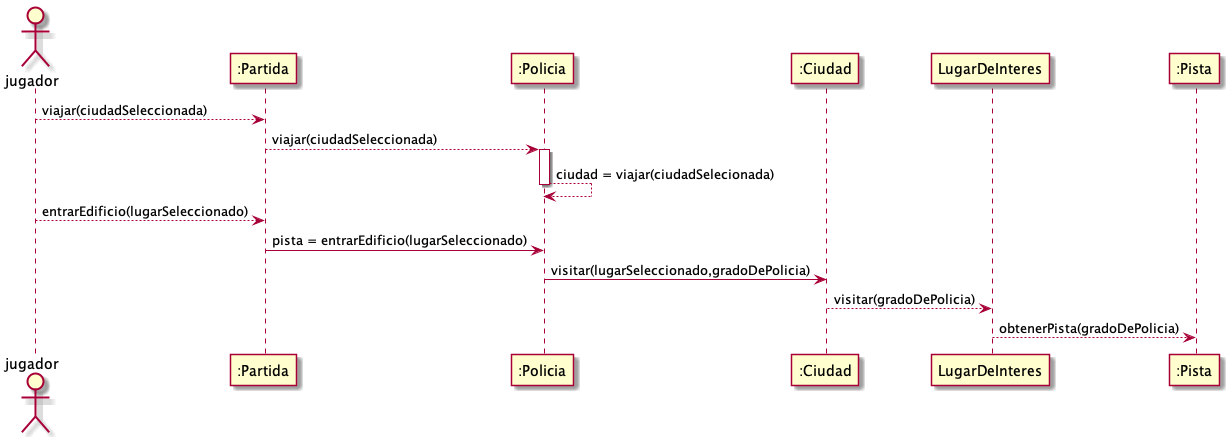 jugador
:Partida
:Policia
:Ciudad
LugarDeInteres
:Pista
viajar(ciudadSeleccionada)
viajar(ciudadSeleccionada)
ciudad = viajar(ciudadSelecionada)
entrarEdificio(lugarSeleccionado)
pista = entrarEdificio(lugarSeleccionado)
visitar(lugarSeleccionado,gradoDePolicia)
visitar(gradoDePolicia)
obtenerPista(gradoDePolicia)
jugador
:Partida
:Policia
:Ciudad
LugarDeInteres
:Pista